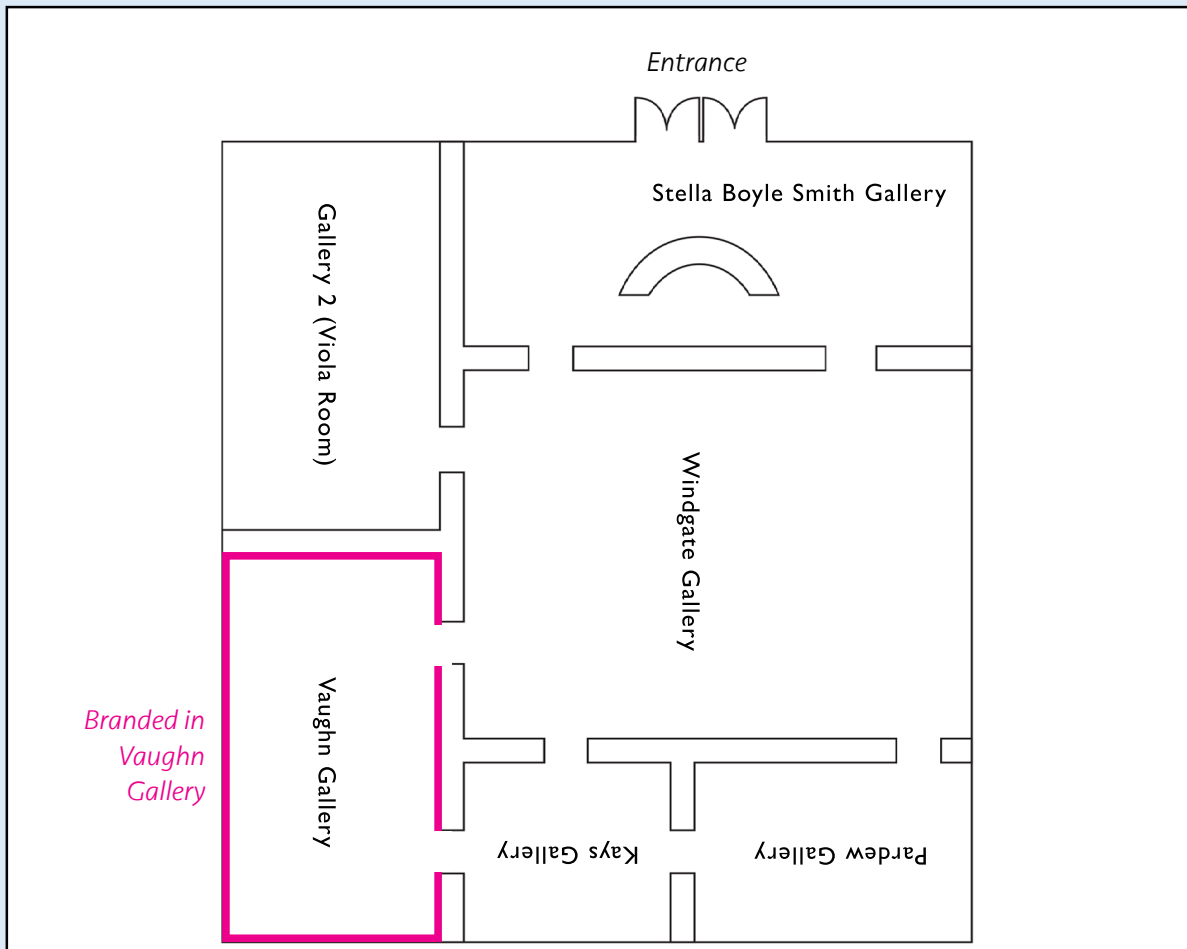 Entrance
Stella Boyle Smith Gallery
Gallery 2 (Viola Room)
Windgate Gallery
Branded in
Vaughn
Gallery
Vaughn Gallery
Kays Gallery
Pardew Gallery